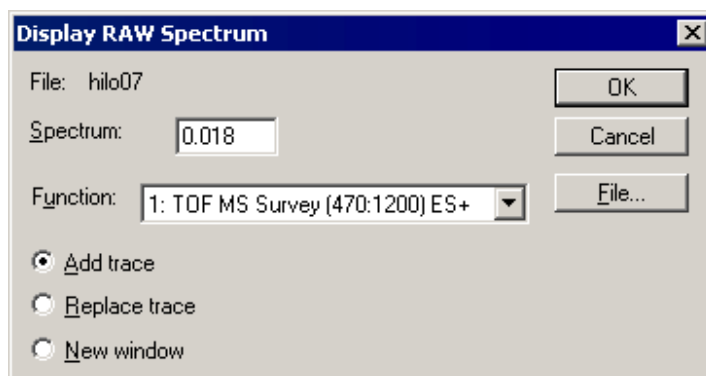 Display RAW Spectrum
File: hilo07
OK
Spectrum: 0.018
Cancel
Function: 1: TOF MS Survey (470:1200) ES+
File...
Add trace
Replace trace
New window